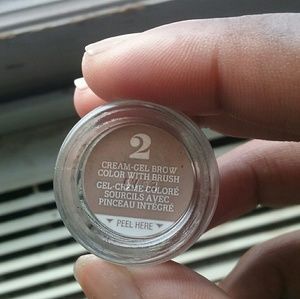 2
CREAM-GEL BROW
COLOR WITH BRUSH
GEL-CRÈME COLORÉ
SOURCILS AVEC
PINCEAU INTÉGRÉ
PEEL HERE